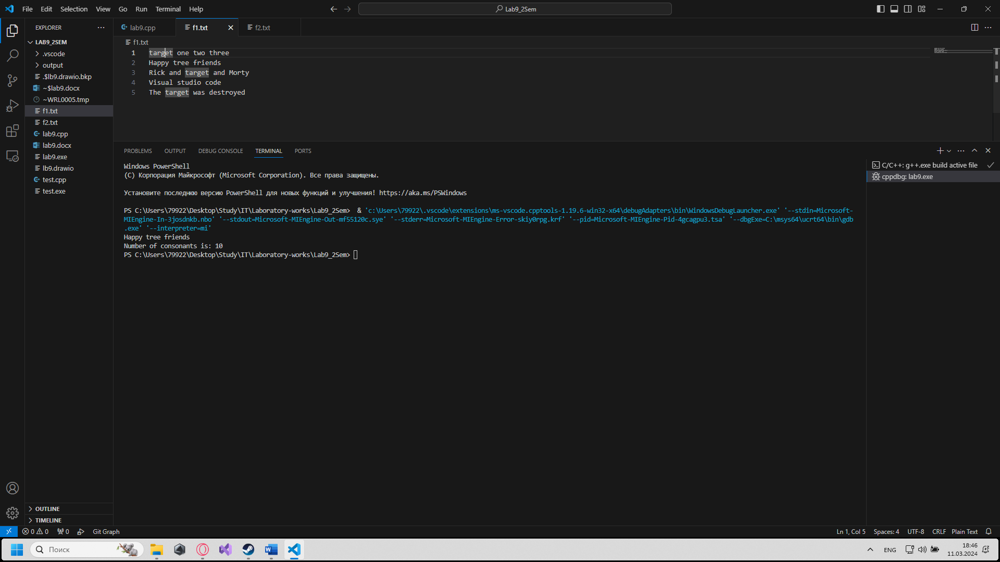 File Edit Selection View Go Run Terminal Help
Lab9_2Sem
EXPLORER
LAB9_2SEM
.vscode
output
.$lb9.drawio.bkp
~$lab9.docx
~WRL0005.tmp
f1.txt
f2.txt
lab9.cpp
lab9.docx
lab9.exe
lb9.drawio
test.cpp
test.exe
OUTLINE
TIMELINE
lab9.cpp f1.txt f2.txt
f1.txt
1 target one two three
2 Happy tree friends
3 Rick and target and Morty
4 Visual studio code
5 The target was destroyed
PROBLEMS OUTPUT DEBUG CONSOLE TERMINAL PORTS
Windows PowerShell
(C) Корпорация Майкрософт (Microsoft Corporation). Все права защищены.
Установите последнюю версию PowerShell для новых функций и улучшения! https://aka.ms/PSWindows
PS C:\Users\79922\Desktop\Study\IT\Laboratory-works\Lab9_2Sem>  & 'c:\Users\79922\.vscode\extensions\ms-vscode.cpptools-1.19.6-win32-x64\debugAdapters\bin\WindowsDebugLauncher.exe' '--stdin=Microsoft-
MIEngine-In-3josdnkb.nbo' '--stdout=Microsoft-MIEngine-Out-mf55120c.sye' '--stderr=Microsoft-MIEngine-Error-skiy0rpg.krf' '--pid=Microsoft-MIEngine-Pid-4gcagpu3.tsa' '--dbgExe=C:\msys64\ucrt64\bin\gdb
.exe' '--interpreter=mi'
Happy tree friends
Number of consonants is: 10
PS C:\Users\79922\Desktop\Study\IT\Laboratory-works\Lab9_2Sem>
C/C++: g++.exe build active file
cppdbg: lab9.exe
0 0 0 Git Graph
Ln 1, Col 5 Spaces: 4 UTF-8 CRLF Plain Text
Поиск
ENG
18:46
11.03.2024